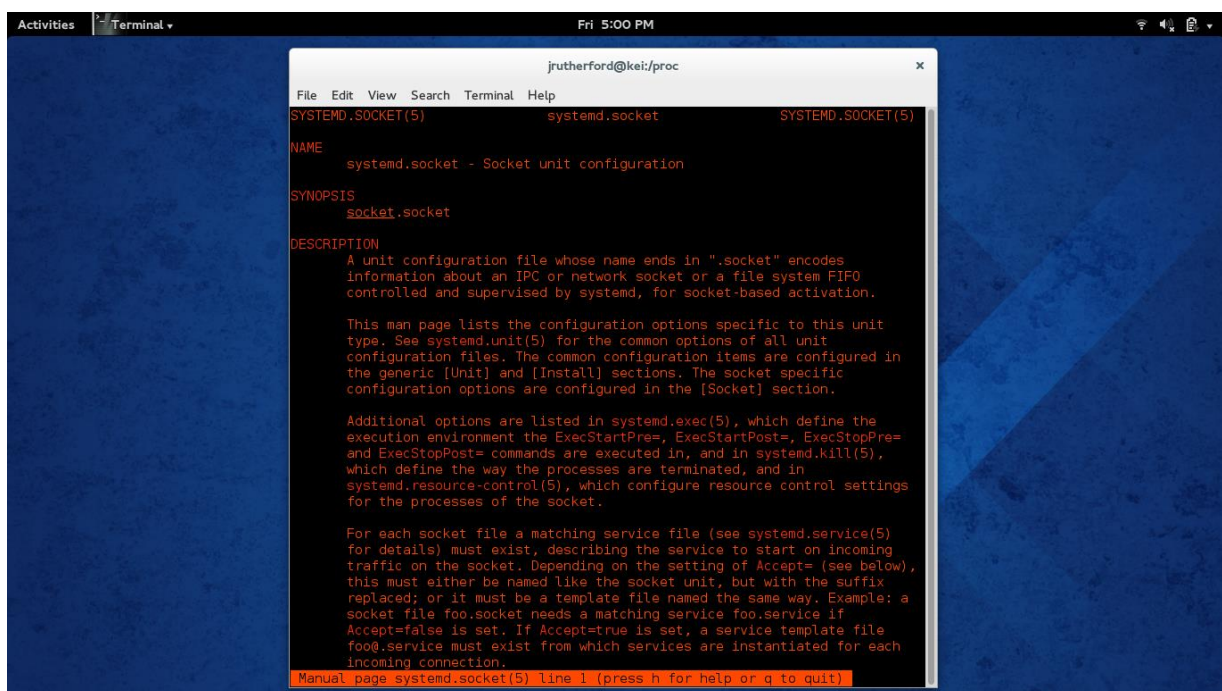 Activities Terminal Fri 5:00 PM
jrutherford@kei:/proc
File Edit View Search Terminal Help
SYSTEMD.SOCKET(5) systemd.socket SYSTEMD.SOCKET(5)
NAME
systemd.socket - Socket unit configuration
SYNOPSIS
socket.socket
DESCRIPTION
A unit configuration file whose name ends in ".socket" encodes
information about an IPC or network socket or a file system FIFO
controlled and supervised by systemd, for socket-based activation.
This man page lists the configuration options specific to this unit
type. See systemd.unit(5) for the common options of all unit
configuration files. The common configuration items are configured in
the generic [Unit] and [Install] sections. The socket specific
configuration options are configured in the [Socket] section.
Additional options are listed in systemd.exec(5), which define the
execution environment the ExecStartPre=, ExecStartPost=, ExecStopPre=
and ExecStopPost= commands are executed in, and in systemd.kill(5),
which define the way the processes are terminated, and in
systemd.resource-control(5), which configure resource control settings
for the processes of the socket.
For each socket file a matching service file (see systemd.service(5)
for details) must exist, describing the service to start on incoming
traffic on the socket. Depending on the setting of Accept= (see below),
this must either be named like the socket unit, but with the suffix
replaced; or it must be a template file named the same way. Example: a
socket file foo.socket needs a matching service foo.service if
Accept=false is set. If Accept=true is set, a service template file
foo@.service must exist from which services are instantiated for each
incoming connection.
Manual page systemd.socket(5) line 1 (press h for help or q to quit)